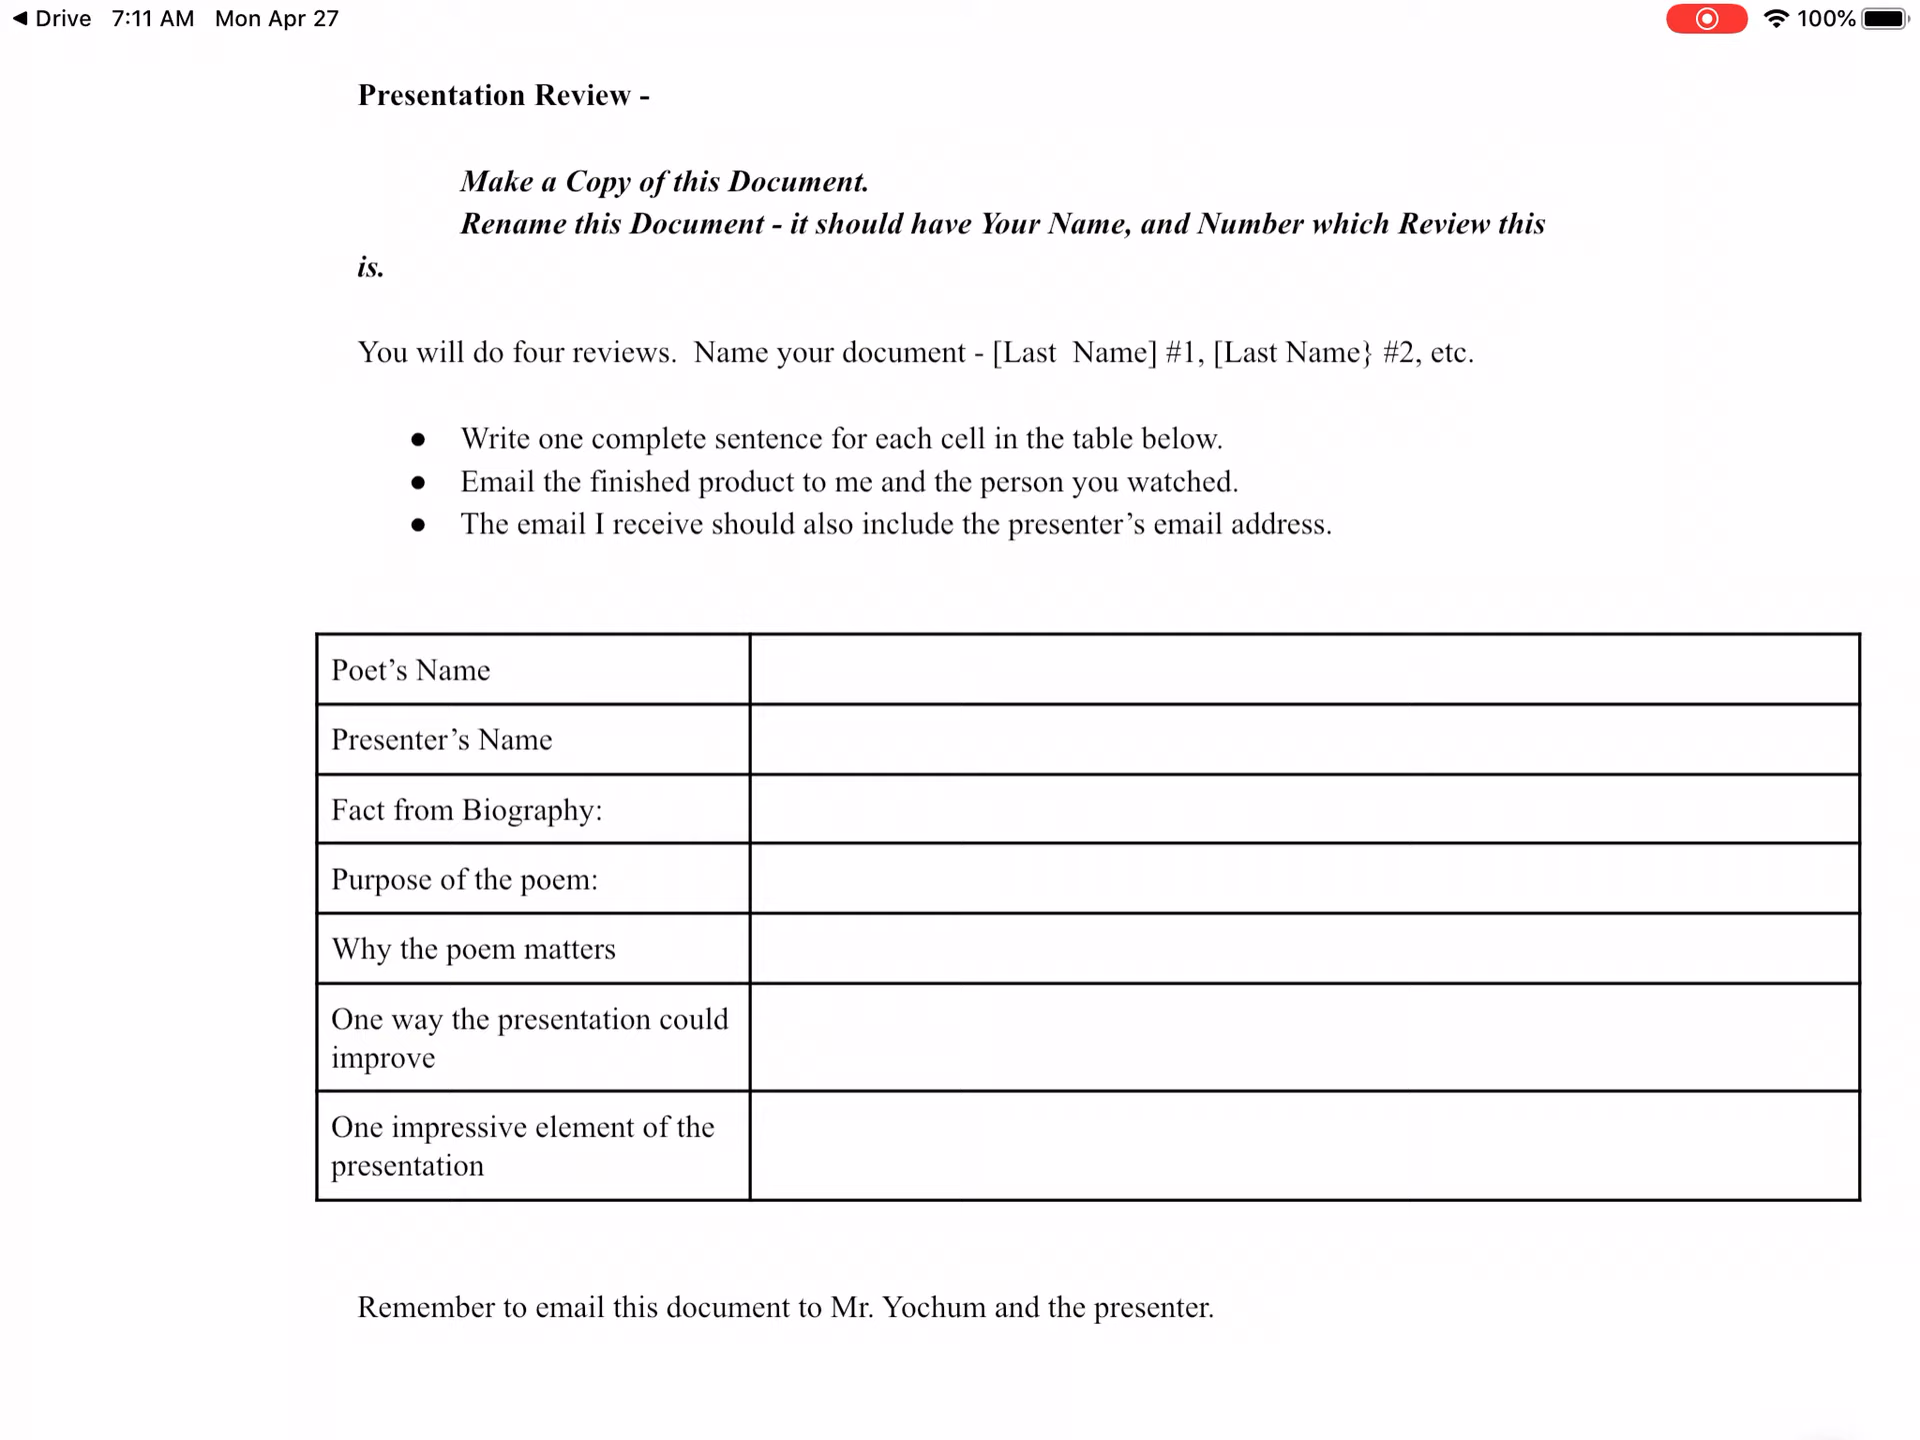 Drive 7:11 AM Mon Apr 27 100%
Presentation Review -
Make a Copy of this Document.
Rename this Document - it should have Your Name, and Number which Review this
is.
You will do four reviews.  Name your document - [Last  Name] #1, [Last Name} #2, etc.
● Write one complete sentence for each cell in the table below.
● Email the finished product to me and the person you watched.
● The email I receive should also include the presenter’s email address.
Poet’s Name
Presenter’s Name
Fact from Biography:
Purpose of the poem:
Why the poem matters
One way the presentation could
improve
One impressive element of the
presentation
Remember to email this document to Mr. Yochum and the presenter.